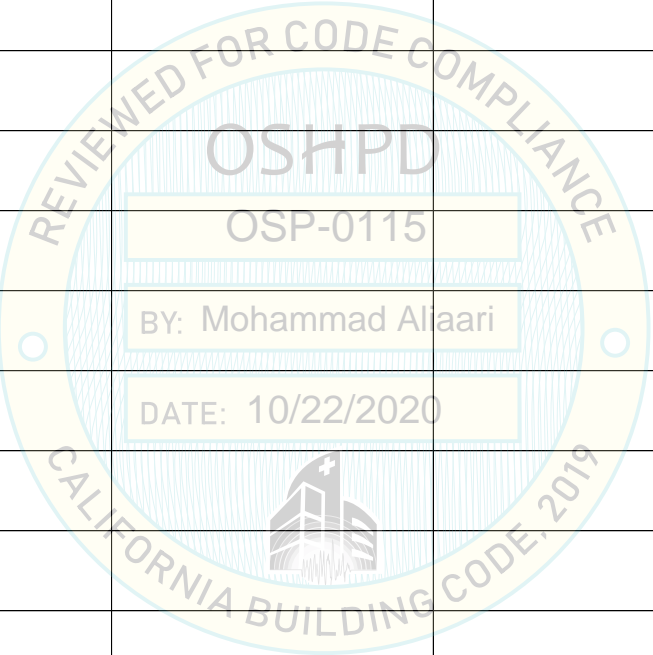 REVIEWED FOR CODE COMPLIANCE
OSHPD
OSP-0115
BY: Mohammad Aliaari
DATE: 10/22/2020
CALIFORNIA BUILDING CODE, 2019